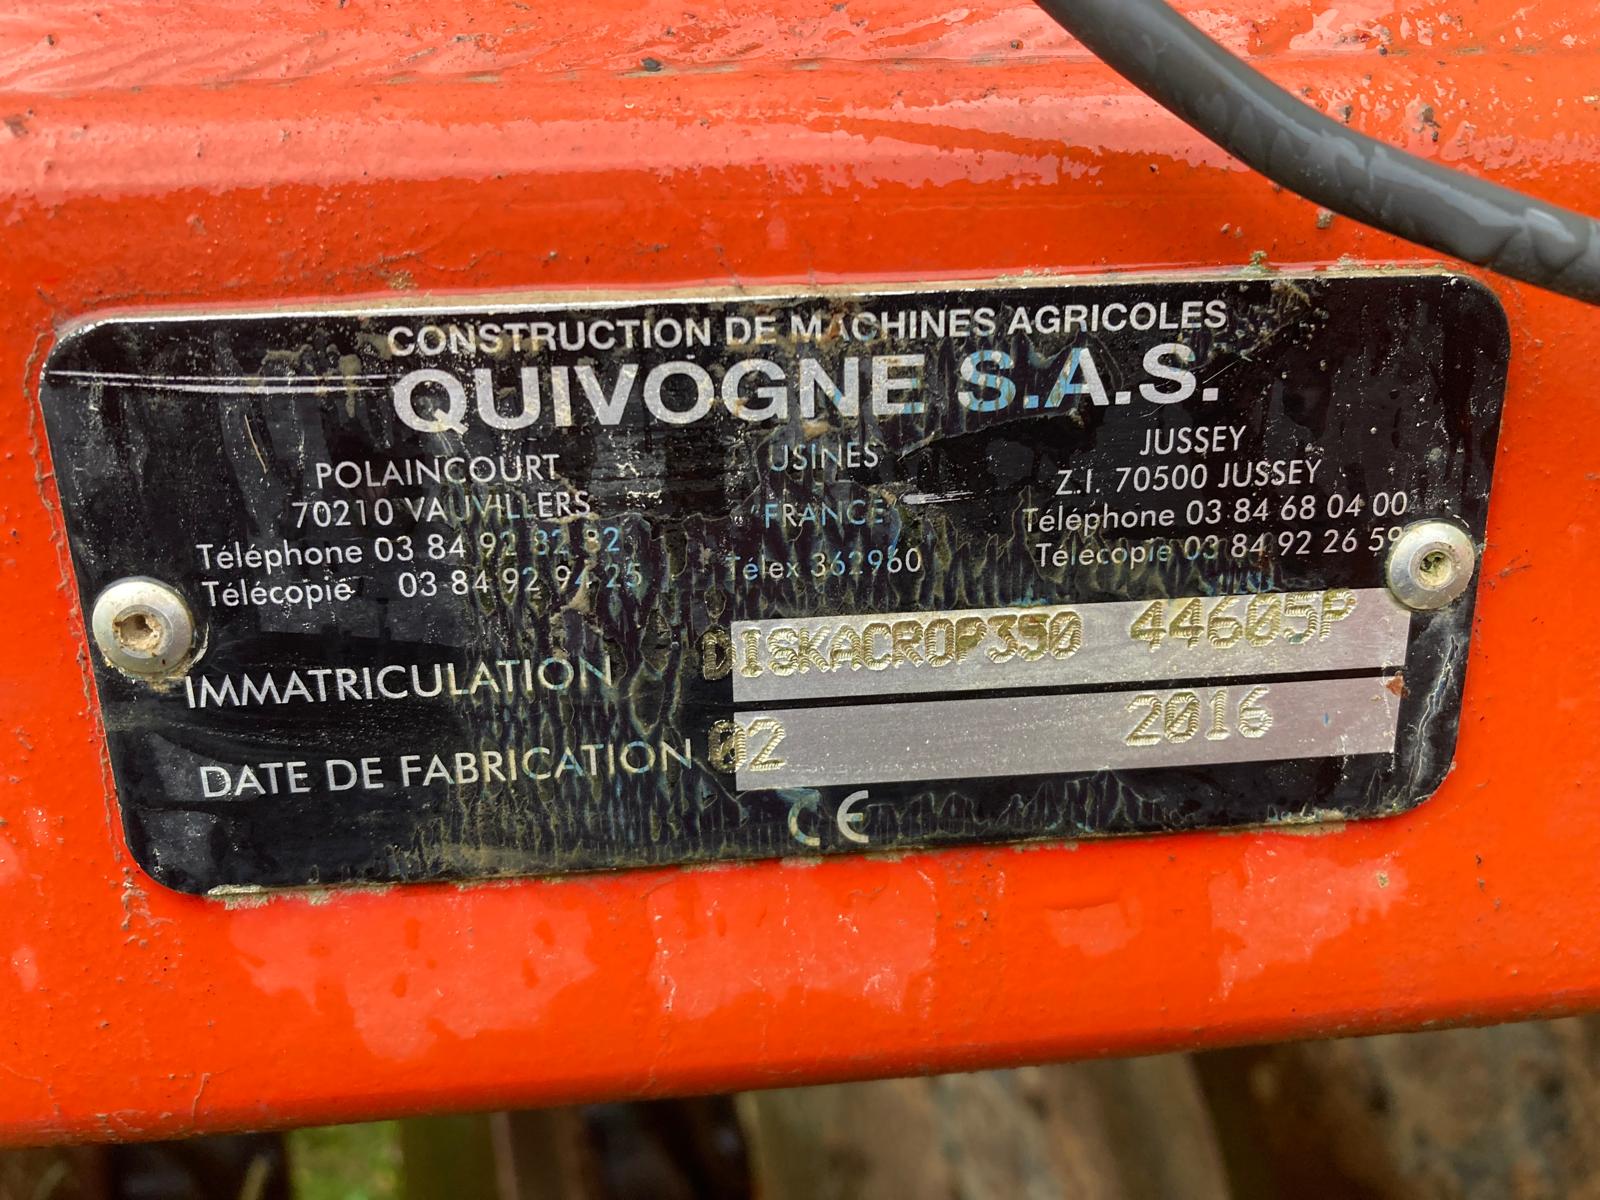 CONSTRUCTION DE MACHINES AGRICOLES
QUIVOGNE S.A.S.
POLAINCOURT
70210 VAUVILLERS
Téléphone 03 84 92 82 82
Télécopie 03 84 92 94 25
USINES
(FRANCE)
Télex 362960
JUSSEY
Z.I. 70500 JUSSEY
Téléphone 03 84 68 04 00
Télécopie 03 84 92 26 59
IMMATRICULATION DISKACROP350 44605P
DATE DE FABRICATION 02 2016
CE